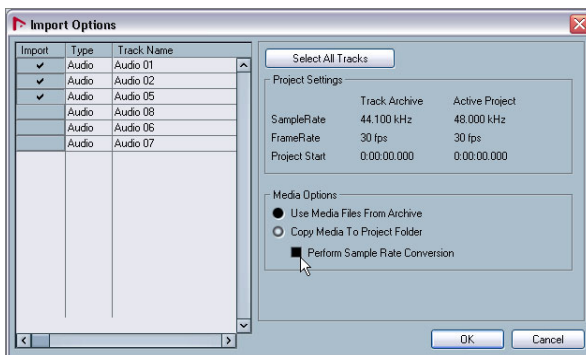 Import Options
Import Type Track Name
✔ Audio Audio 01
✔ Audio Audio 02
✔ Audio Audio 05
Audio Audio 08
Audio Audio 06
Audio Audio 07
Select All Tracks
Project Settings
Track Archive Active Project
SampleRate 44.100 kHz 48.000 kHz
FrameRate 30 fps 30 fps
Project Start 0:00:00.000 0:00:00.000
Media Options
Use Media Files From Archive
Copy Media To Project Folder
Perform Sample Rate Conversion
OK Cancel